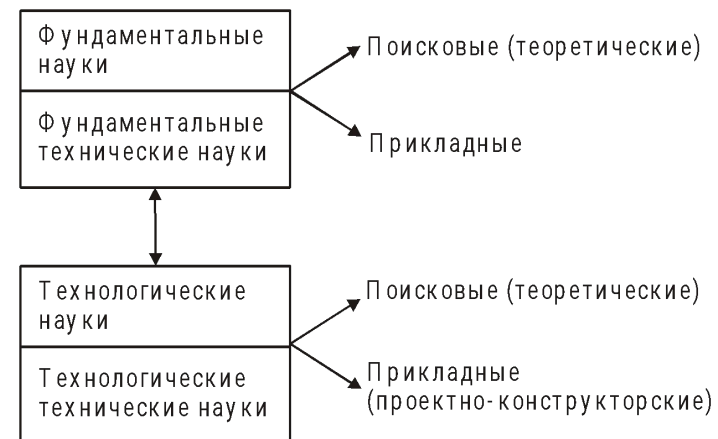 Фундаментальные
науки
Фундаментальные
технические науки
Поисковые (теоретические)
Прикладные
Технологические
науки
Технологические
технические науки
Поисковые (теоретические)
Прикладные
(проектно-конструкторские)